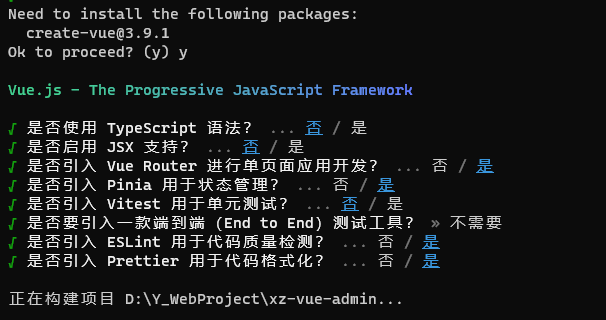 Need to install the following packages:
create-vue@3.9.1
Ok to proceed? (y) y
Vue.js - The Progressive JavaScript Framework
√ 是否使用 TypeScript 语法? ... 否 / 是
√ 是否启用 JSX 支持? ... 否 / 是
√ 是否引入 Vue Router 进行单页面应用开发? ... 否 / 是
√ 是否引入 Pinia 用于状态管理? ... 否 / 是
√ 是否引入 Vitest 用于单元测试? ... 否 / 是
√ 是否要引入一款端到端 (End to End) 测试工具? » 不需要
√ 是否引入 ESLint 用于代码质量检测? ... 否 / 是
√ 是否引入 Prettier 用于代码格式化? ... 否 / 是
正在构建项目 D:\Y_WebProject\xz-vue-admin...